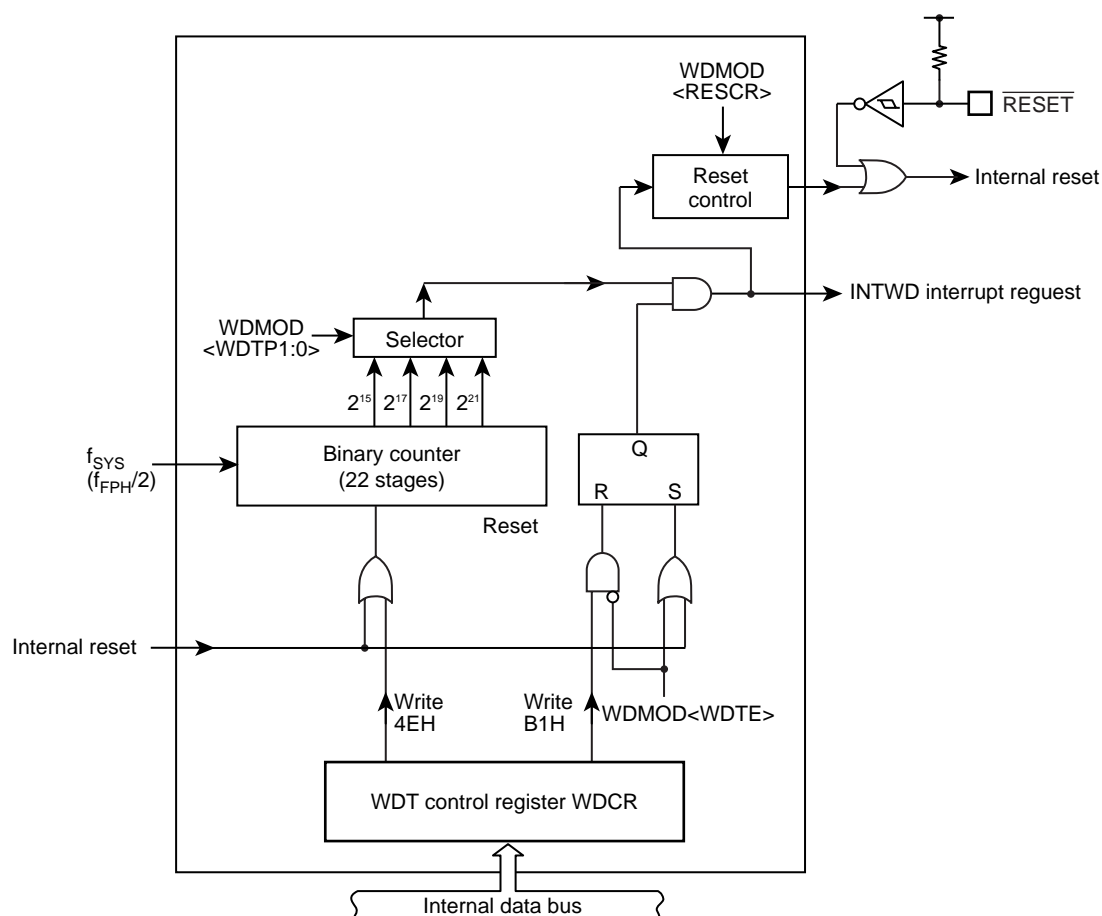 WDMOD
<RESCR>
RESET
Reset
control
Internal reset
INTWD interrupt reguest
WDMOD
<WDTP1:0>
Selector
2¹⁵ 2¹⁷ 2¹⁹ 2²¹
fSYS
(fFPH/2)
Binary counter
(22 stages)
Q
R S
Reset
Internal reset
Write
4EH
Write
B1H
WDMOD<WDTE>
WDT control register WDCR
Internal data bus